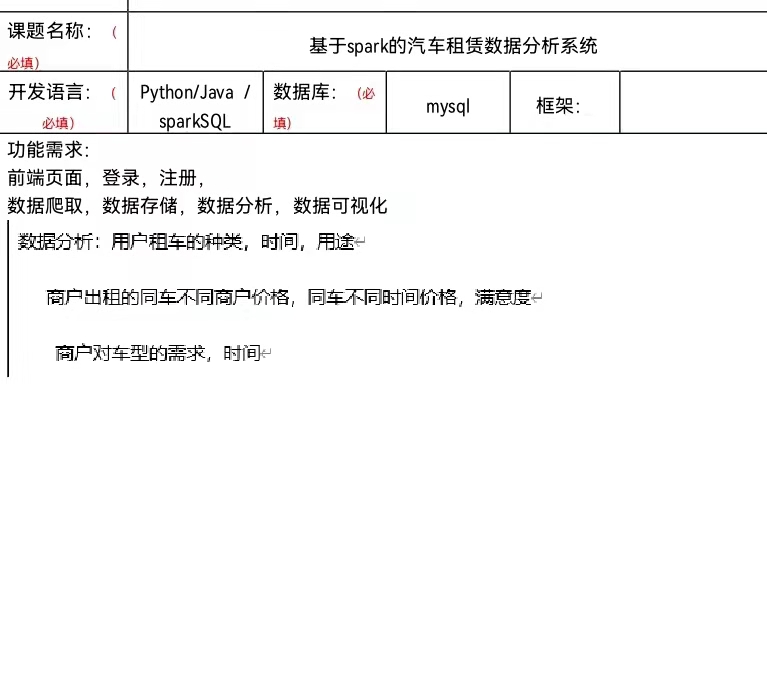 课题名称：（必填）
基于spark的汽车租赁数据分析系统
开发语言：（必填）
Python/Java /
sparkSQL
数据库：（必填）
mysql
框架：
功能需求：
前端页面，登录，注册，
数据爬取，数据存储，数据分析，数据可视化
数据分析：用户租车的种类，时间，用途↵
商户出租的同车不同商户价格，同车不同时间价格，满意度↵
商户对车型的需求，时间↵